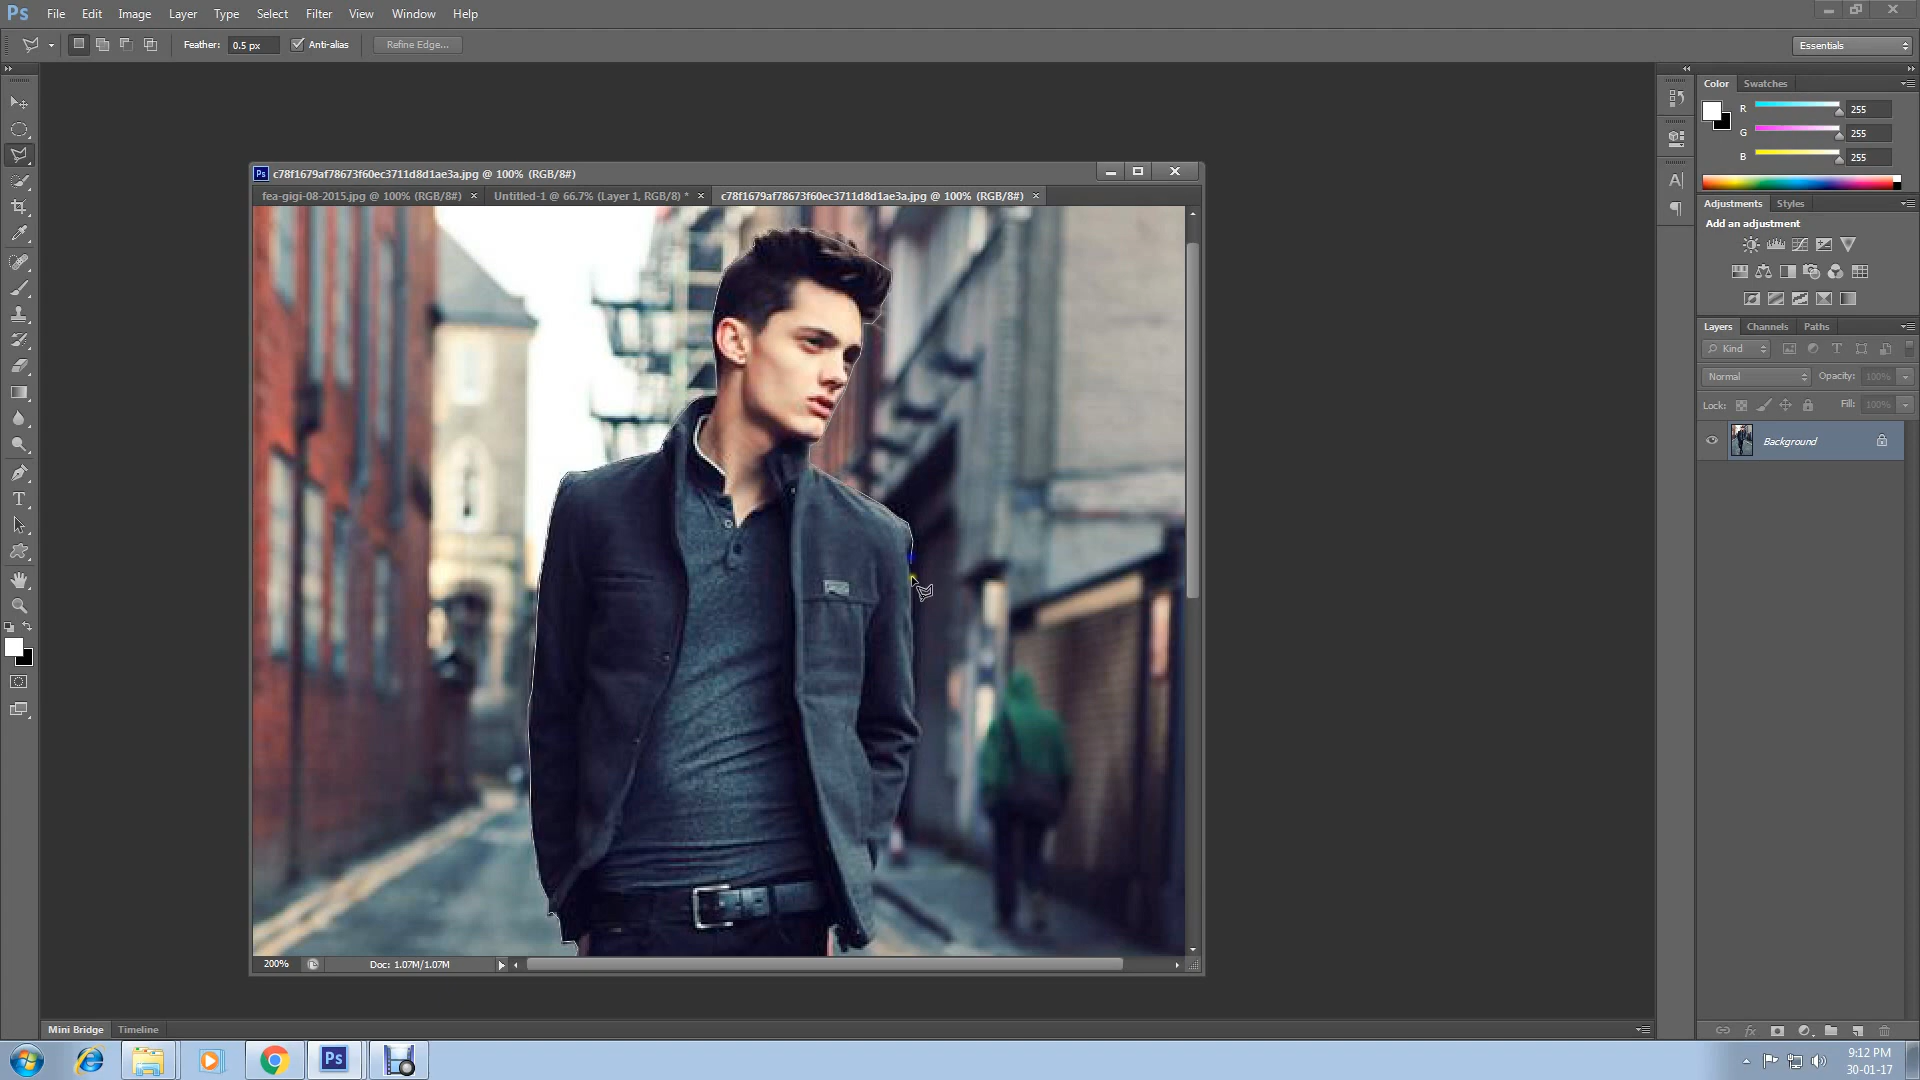 Ps File Edit Image Layer Type Select Filter View Window Help
Feather: 0.5 px Anti-alias Refine Edge... Essentials
Color Swatches
R 255
G 255
B 255
Adjustments Styles
Add an adjustment
Layers Channels Paths
Kind T
Normal Opacity: 100%
Lock: Fill: 100%
Background
fx
A
T
Ps c78f1679af78673f60ec3711d8d1ae3a.jpg @ 100% (RGB/8#)
fea-gigi-08-2015.jpg @ 100% (RGB/8#) × Untitled-1 @ 66.7% (Layer 1, RGB/8) * × c78f1679af78673f60ec3711d8d1ae3a.jpg @ 100% (RGB/8#) ×
200% Doc: 1.07M/1.07M
Mini Bridge Timeline
Ps
9:12 PM
30-01-17